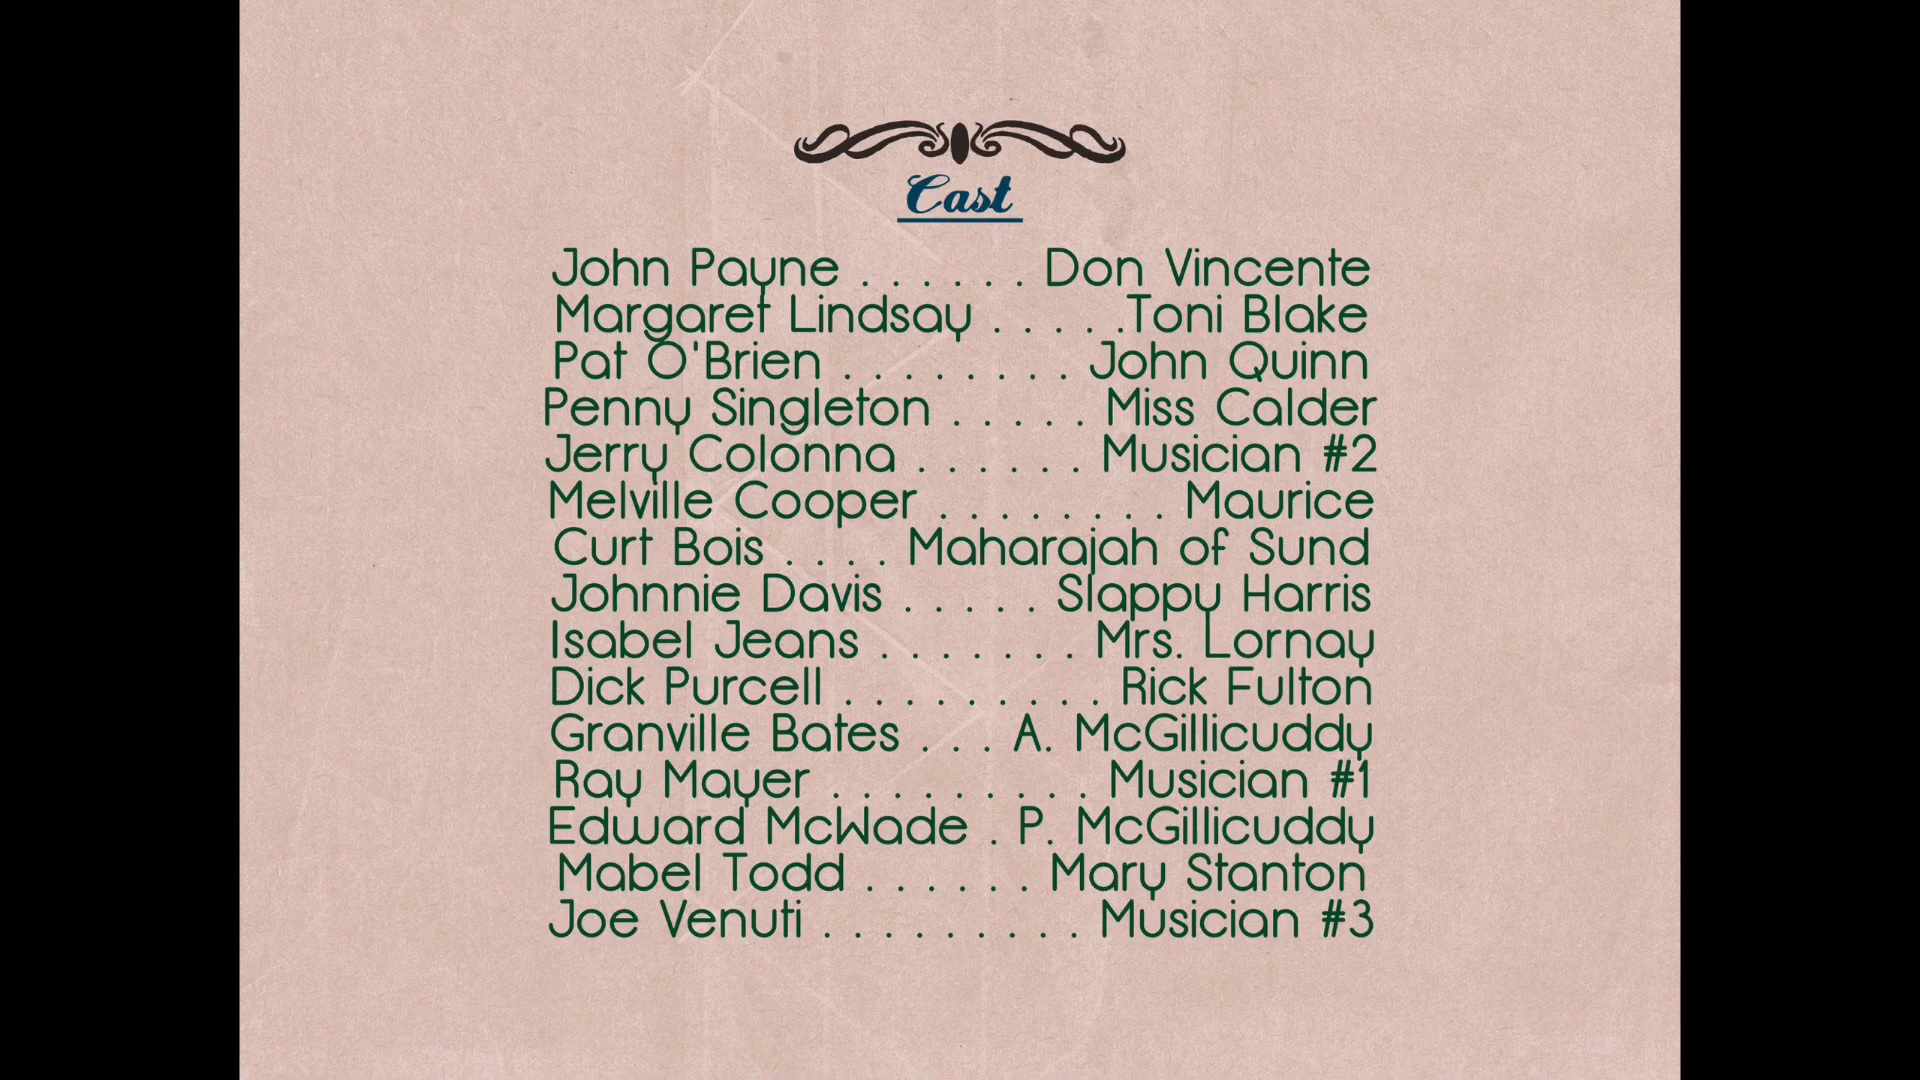 Cast
John Payne . . . . . . Don Vincente
Margaret Lindsay . . . . .Toni Blake
Pat O'Brien . . . . . . . . John Quinn
Penny Singleton . . . . . Miss Calder
Jerry Colonna . . . . . . Musician #2
Melville Cooper . . . . . . . . Maurice
Curt Bois . . . . Maharajah of Sund
Johnnie Davis . . . . . Slappy Harris
Isabel Jeans . . . . . . . Mrs. Lornay
Dick Purcell . . . . . . . . . Rick Fulton
Granville Bates . . . A. McGillicuddy
Ray Mayer . . . . . . . . . Musician #1
Edward McWade . P. McGillicuddy
Mabel Todd . . . . . . Mary Stanton
Joe Venuti . . . . . . . . . Musician #3